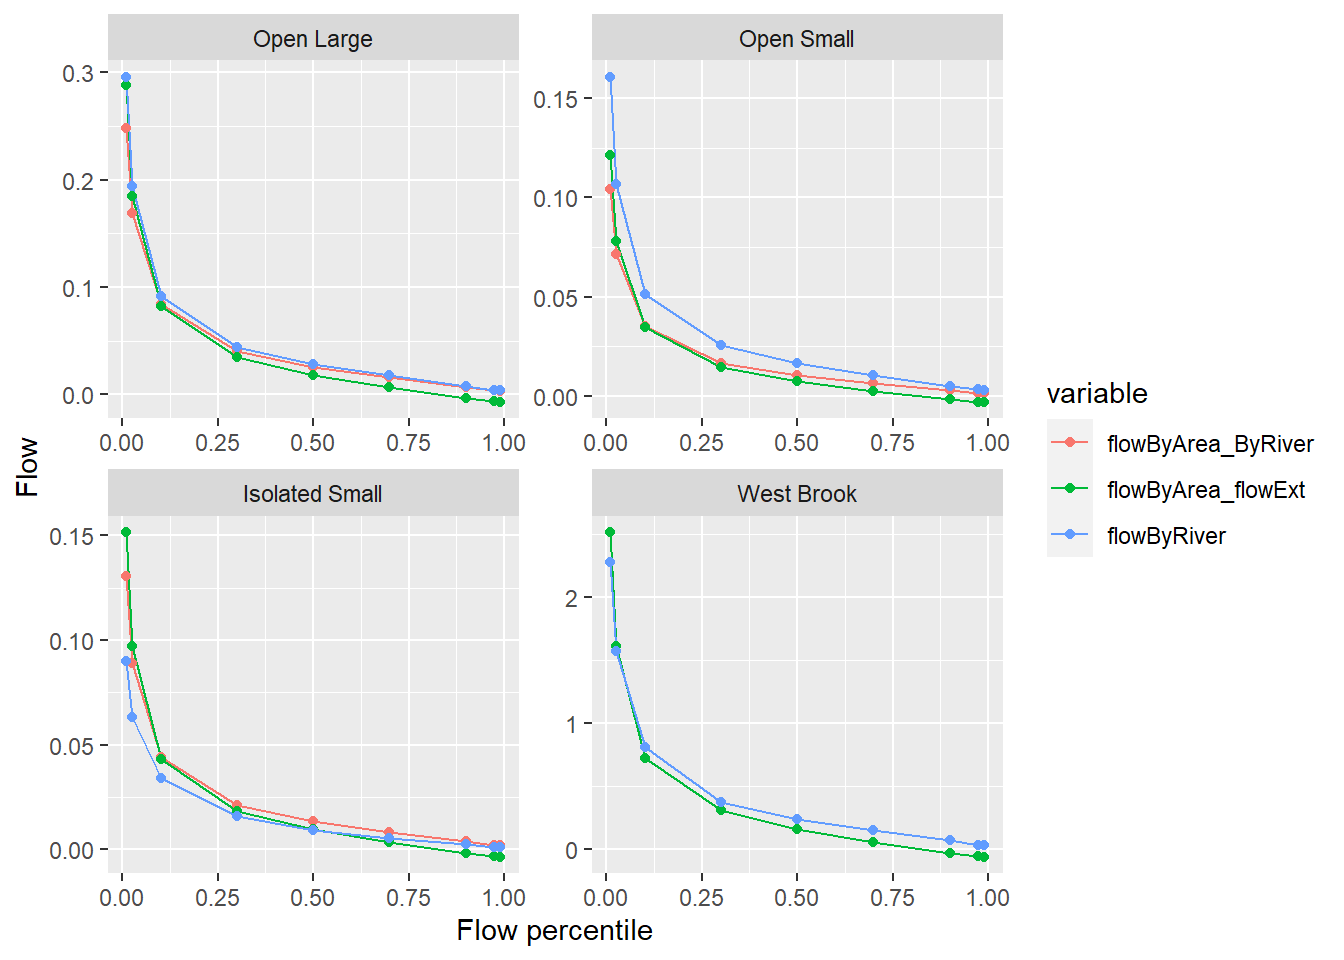 Open Large
Open Small
0.3
0.2
0.1
0.0
0.15
0.10
0.05
0.00
0.00 0.25 0.50 0.75 1.00
0.00 0.25 0.50 0.75 1.00
Isolated Small
West Brook
0.15
0.10
0.05
0.00
2
1
0
0.00 0.25 0.50 0.75 1.00
0.00 0.25 0.50 0.75 1.00
Flow
Flow percentile
variable
flowByArea_ByRiver
flowByArea_flowExt
flowByRiver